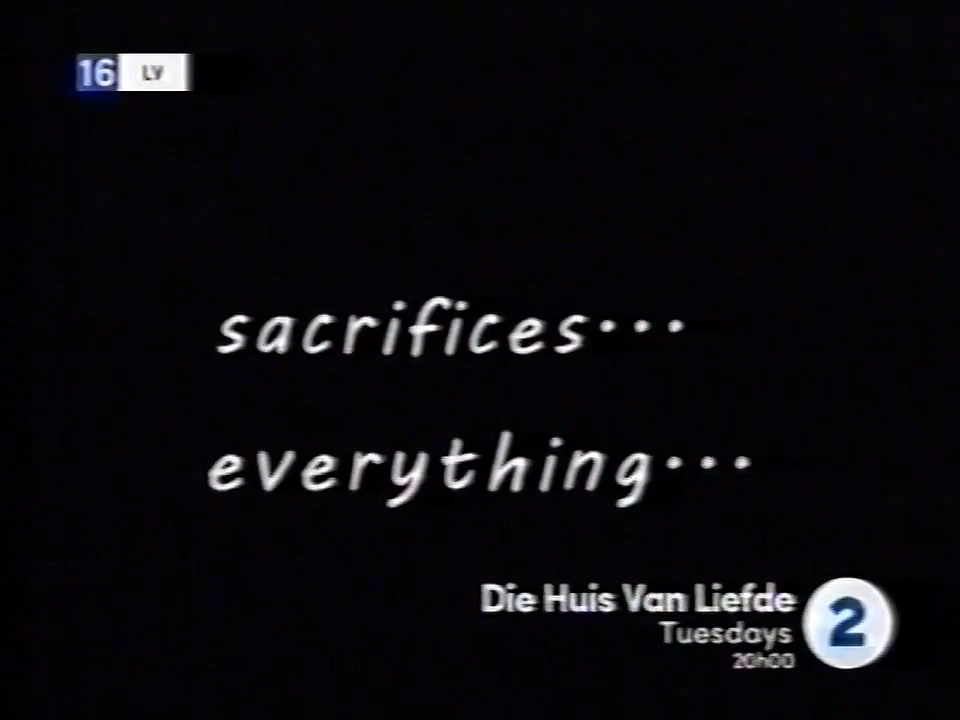 16 LV
sacrifices...
everything...
Die Huis Van Liefde
Tuesdays
20h00
2